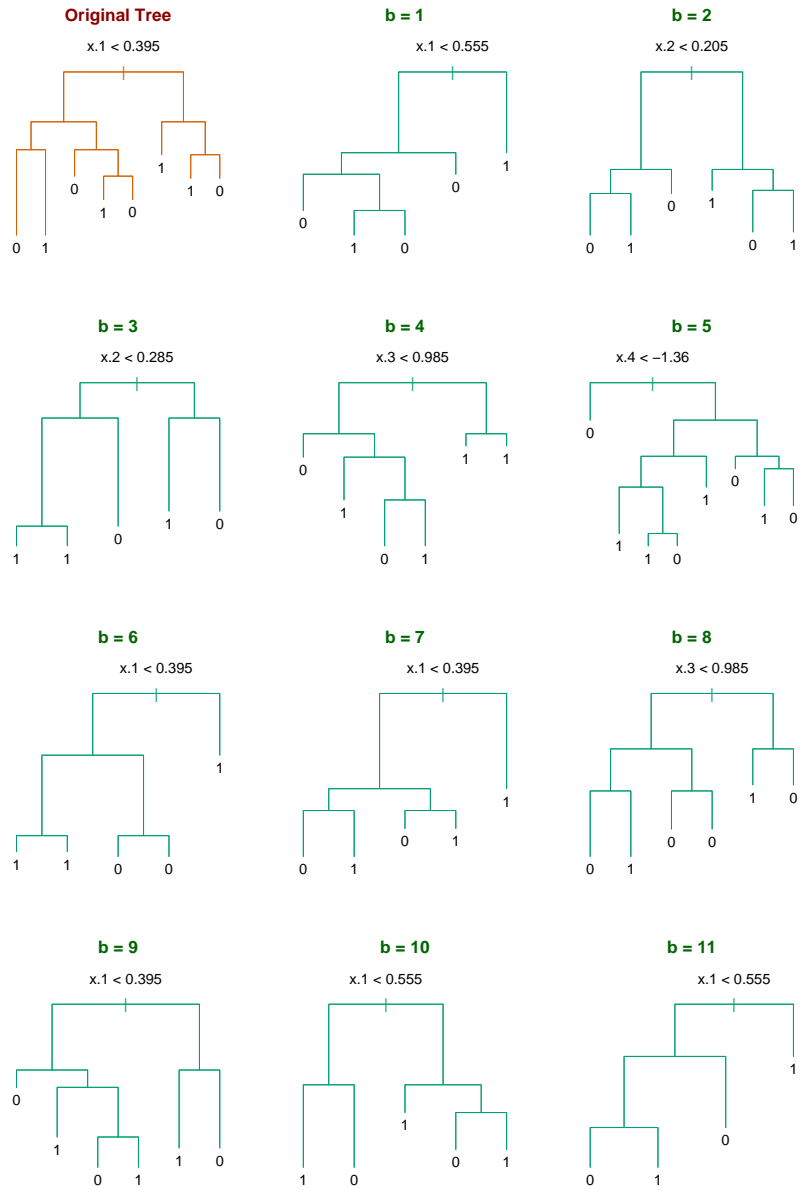 Original Tree
b = 1
b = 2
x.1 < 0.395
x.1 < 0.555
x.2 < 0.205
0 1 0 1 0 1 1 0
0 1 0 0 1
0 1 0 1 0 1
b = 3
b = 4
b = 5
x.2 < 0.285
x.3 < 0.985
x.4 < −1.36
1 1 0 1 0
0 1 0 1 1 1
0 1 1 0 1 0 1 0
b = 6
b = 7
b = 8
x.1 < 0.395
x.1 < 0.395
x.3 < 0.985
1 1 0 0 1
0 1 0 1 1
0 1 0 0 1 0
b = 9
b = 10
b = 11
x.1 < 0.395
x.1 < 0.555
x.1 < 0.555
0 1 0 1 1 0
1 0 1 0 1
0 1 0 1